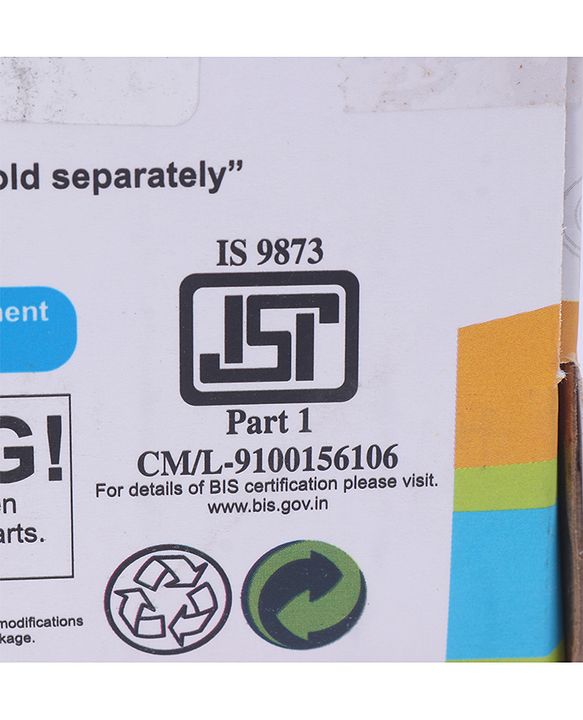 old separately”
IS 9873
ISI
Part 1
CM/L-9100156106
For details of BIS certification please visit.
www.bis.gov.in
ment
G!
en
arts.
modifications
kage.